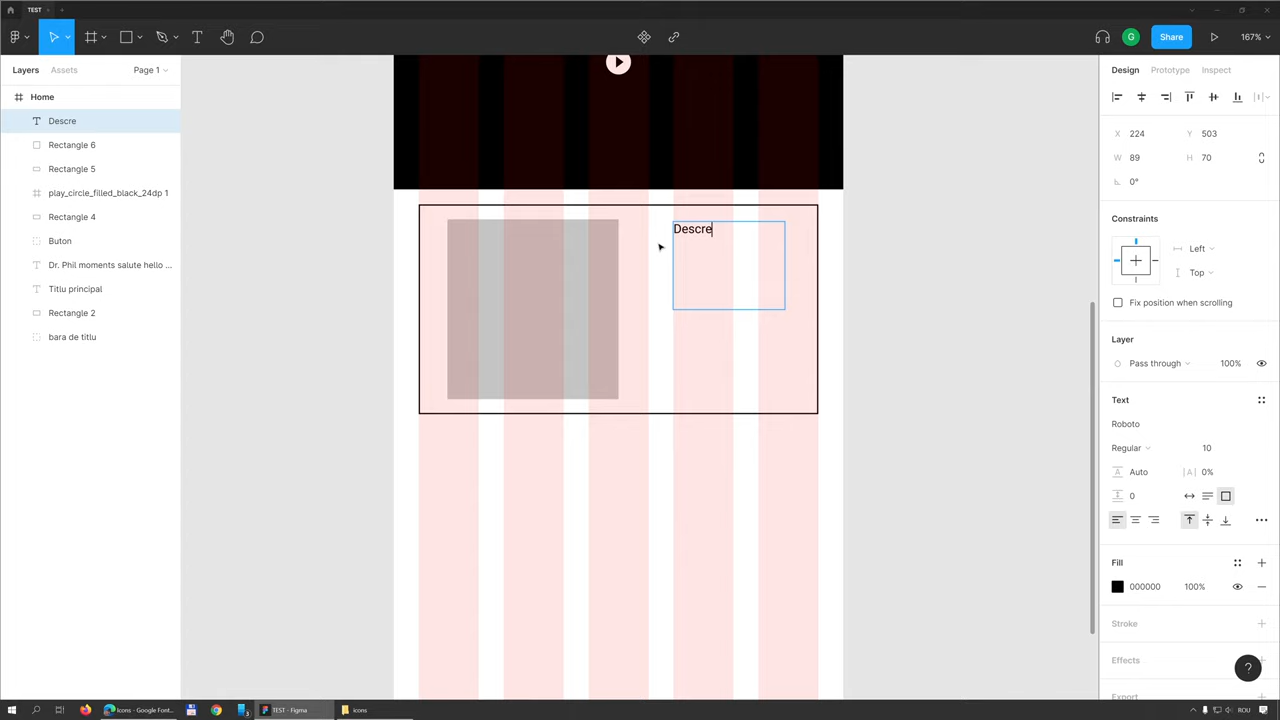 TEST
G
Share
167%
Layers
Assets
Page 1
Home
Descre
Rectangle 6
Rectangle 5
play_circle_filled_black_24dp 1
Rectangle 4
Buton
Dr. Phil moments salute hello ...
Titlu principal
Rectangle 2
bara de titlu
Descre
Design
Prototype
Inspect
X 224 Y 503
W 89 H 70
0°
Constraints
Left
Top
Fix position when scrolling
Layer
Pass through 100%
Text
Roboto
Regular 10
Auto |A| 0%
0
Fill
000000 100%
Stroke
Effects
Export
?
Icons - Google Font...
TEST - Figma
icons
ROU